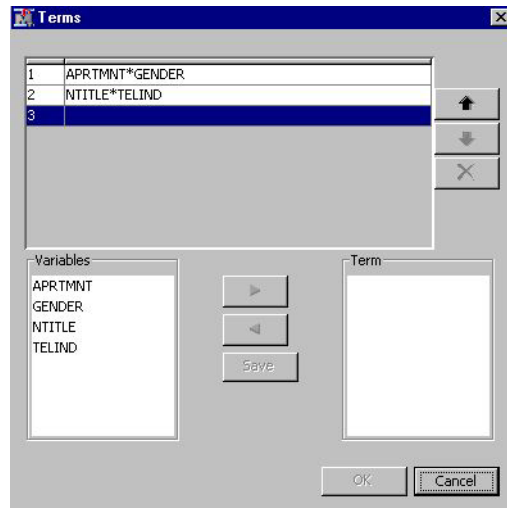 Terms
1 APRTMNT*GENDER
2 NTITLE*TELIND
3
Variables
Term
APRTMNT
GENDER
NTITLE
TELIND
Save
OK
Cancel